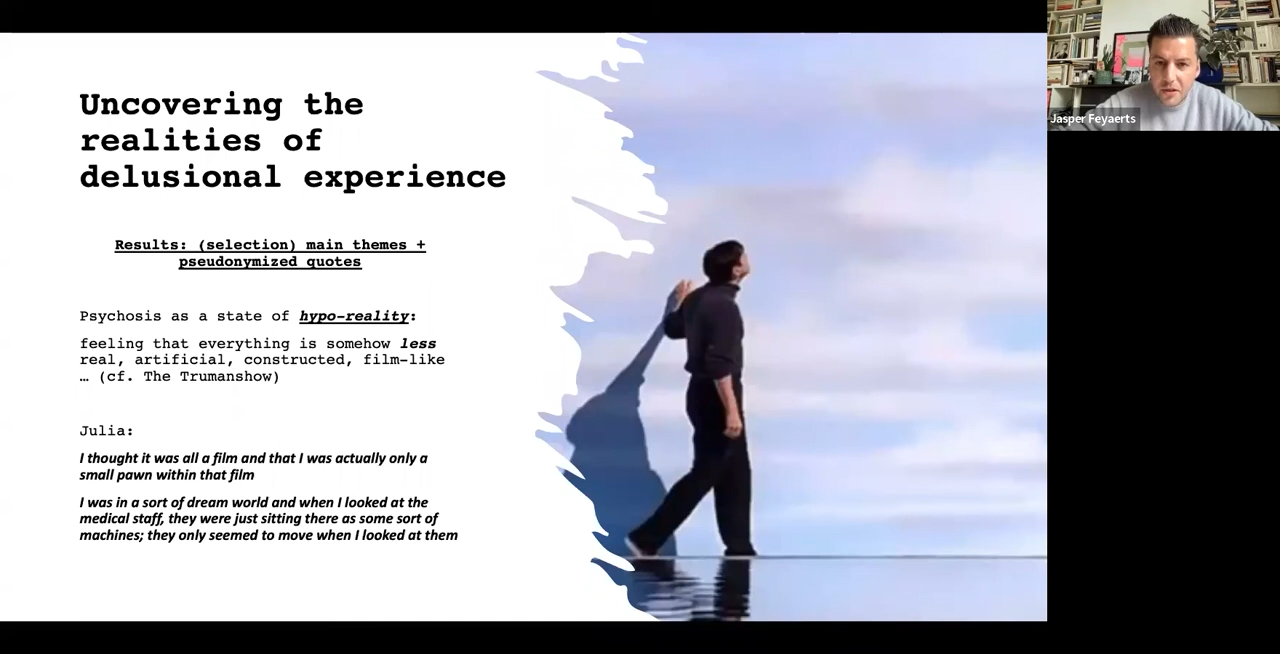 Uncovering the
realities of
delusional experience
Results: (selection) main themes +
pseudonymized quotes
Psychosis as a state of hypo-reality:
feeling that everything is somehow less
real, artificial, constructed, film-like
… (cf. The Trumanshow)
Julia:
I thought it was all a film and that I was actually only a
small pawn within that film
I was in a sort of dream world and when I looked at the
medical staff, they were just sitting there as some sort of
machines; they only seemed to move when I looked at them
Jasper Feyaerts